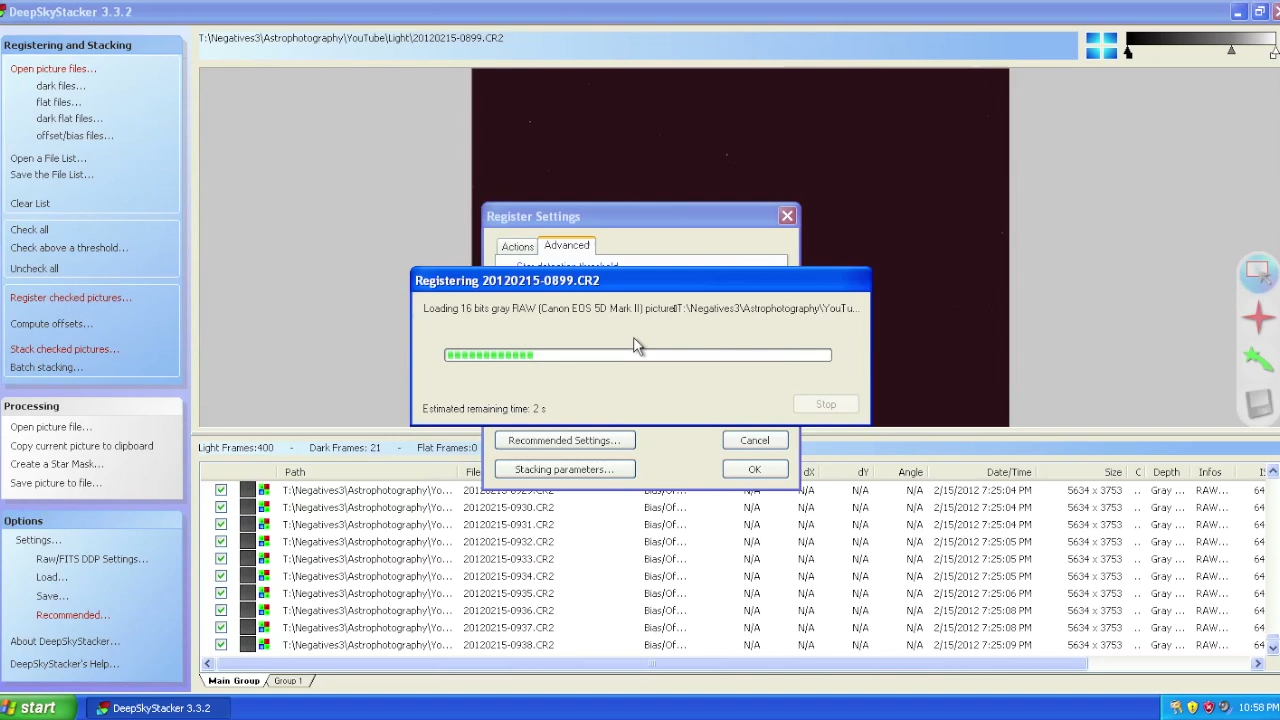 DeepSkyStacker 3.3.2
Registering and Stacking
Open picture files...
dark files...
flat files...
dark flat files...
offset/bias files...
Open a File List...
Save the File List...
Clear List
Check all
Check above a threshold...
Uncheck all
Register checked pictures...
Compute offsets...
Stack checked pictures...
Batch stacking...
Processing
Open picture file...
Copy current picture to clipboard
Create a Star Mask...
Save picture to file...
Options
Settings...
Raw/FITS DDP Settings...
Load...
Save...
Recommended...
About DeepSkyStacker...
DeepSkyStacker's Help...
T:\Negatives3\Astrophotography\YouTube\Light\20120215-0899.CR2
Register Settings
Actions Advanced
Star detection threshold
Registering 20120215-0899.CR2
Loading 16 bits gray RAW (Canon EOS 5D Mark II) picture T:\Negatives3\Astrophotography\YouTu...
Estimated remaining time: 2 s
Stop
Recommended Settings... Cancel
Stacking parameters... OK
Light Frames:400 - Dark Frames: 21 - Flat Frames:0
Path File dX dY Angle Date/Time Size C Depth Infos
T:\Negatives3\Astrophotography\Yo... 20120215-0929.CR2 Bias/Of... N/A N/A N/A 2/15/2012 7:25:04 PM 5634 x 3753 .. Gray ... RAW... 64
T:\Negatives3\Astrophotography\Yo... 20120215-0930.CR2 Bias/Of... N/A N/A N/A 2/15/2012 7:25:04 PM 5634 x 3753 .. Gray ... RAW... 64
T:\Negatives3\Astrophotography\Yo... 20120215-0931.CR2 Bias/Of... N/A N/A N/A 2/15/2012 7:25:04 PM 5634 x 3753 .. Gray ... RAW... 64
T:\Negatives3\Astrophotography\Yo... 20120215-0932.CR2 Bias/Of... N/A N/A N/A 2/15/2012 7:25:05 PM 5634 x 3753 .. Gray ... RAW... 64
T:\Negatives3\Astrophotography\Yo... 20120215-0933.CR2 Bias/Of... N/A N/A N/A 2/15/2012 7:25:05 PM 5634 x 3753 .. Gray ... RAW... 64
T:\Negatives3\Astrophotography\Yo... 20120215-0934.CR2 Bias/Of... N/A N/A N/A 2/15/2012 7:25:06 PM 5634 x 3753 .. Gray ... RAW... 64
T:\Negatives3\Astrophotography\Yo... 20120215-0935.CR2 Bias/Of... N/A N/A N/A 2/15/2012 7:25:06 PM 5634 x 3753 .. Gray ... RAW... 64
T:\Negatives3\Astrophotography\Yo... 20120215-0936.CR2 Bias/Of... N/A N/A N/A 2/15/2012 7:25:08 PM 5634 x 3753 .. Gray ... RAW... 64
T:\Negatives3\Astrophotography\Yo... 20120215-0937.CR2 Bias/Of... N/A N/A N/A 2/15/2012 7:25:08 PM 5634 x 3753 .. Gray ... RAW... 64
T:\Negatives3\Astrophotography\Yo... 20120215-0938.CR2 Bias/Of... N/A N/A N/A 2/15/2012 7:25:09 PM 5634 x 3753 .. Gray ... RAW... 64
Main Group Group 1
start DeepSkyStacker 3.3.2 10:58 PM